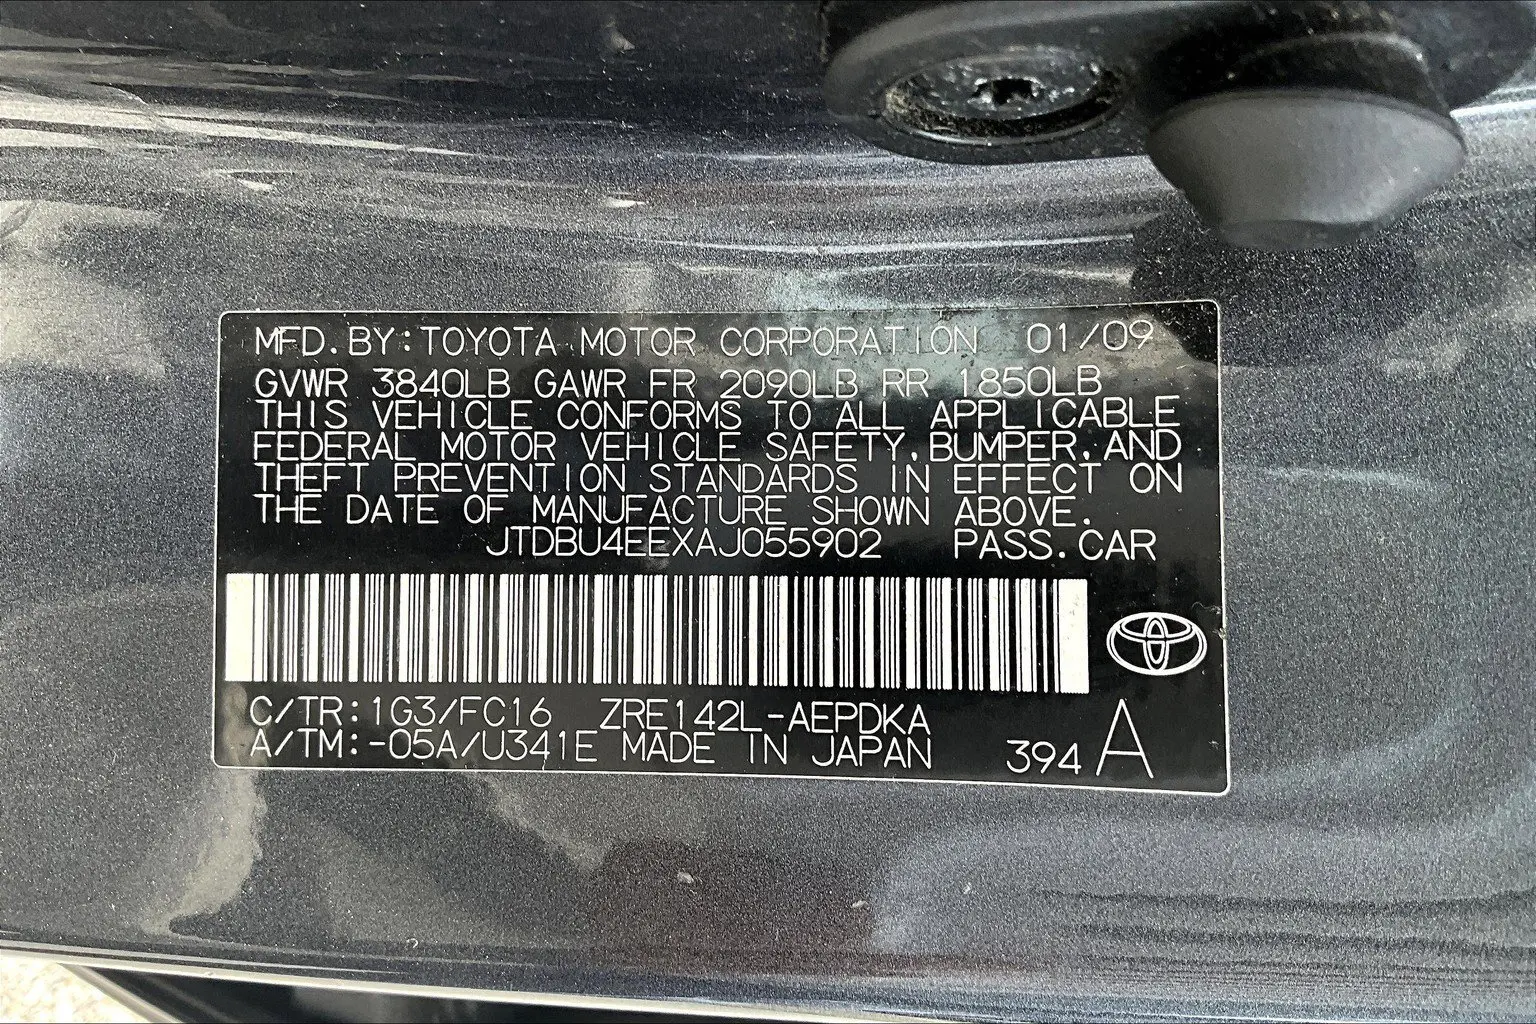 MFD.BY:TOYOTA MOTOR CORPORATION 01/09
GVWR 3840LB GAWR FR 2090LB RR 1850LB
THIS VEHICLE CONFORMS TO ALL APPLICABLE
FEDERAL MOTOR VEHICLE SAFETY,BUMPER,AND
THEFT PREVENTION STANDARDS IN EFFECT ON
THE DATE OF MANUFACTURE SHOWN ABOVE.
JTDBU4EEXAJ055902 PASS.CAR
C/TR:1G3/FC16 ZRE142L-AEPDKA
A/TM:-05A/U341E MADE IN JAPAN 394 A